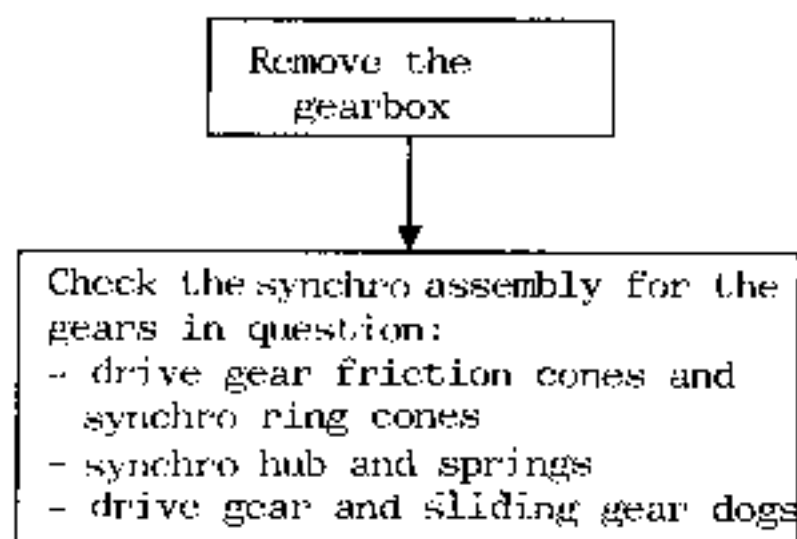 Remove the
gearbox
Check the synchro assembly for the
gears in question:
- drive gear friction cones and
synchro ring cones
- synchro hub and springs
- drive gear and sliding gear dogs